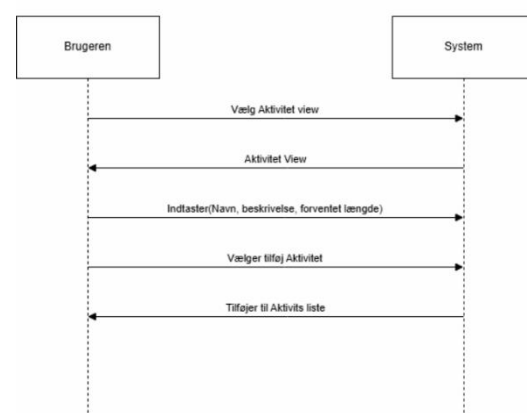 Brugeren
System
Vælg Aktivitet view
Aktivitet View
Indtaster(Navn, beskrivelse, forventet længde)
Vælger tilføj Aktivitet
Tilføjer til Aktivits liste